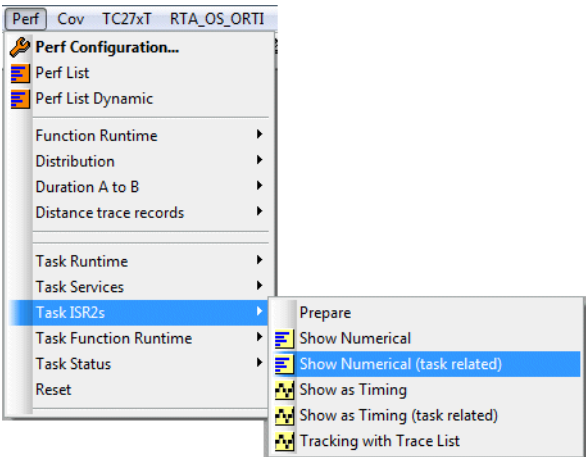 Perf Cov TC27xT RTA_OS_ORTI
Perf Configuration...
Perf List
Perf List Dynamic
Function Runtime
Distribution
Duration A to B
Distance trace records
Task Runtime
Task Services
Task ISR2s
Task Function Runtime
Task Status
Reset
Prepare
Show Numerical
Show Numerical (task related)
Show as Timing
Show as Timing (task related)
Tracking with Trace List